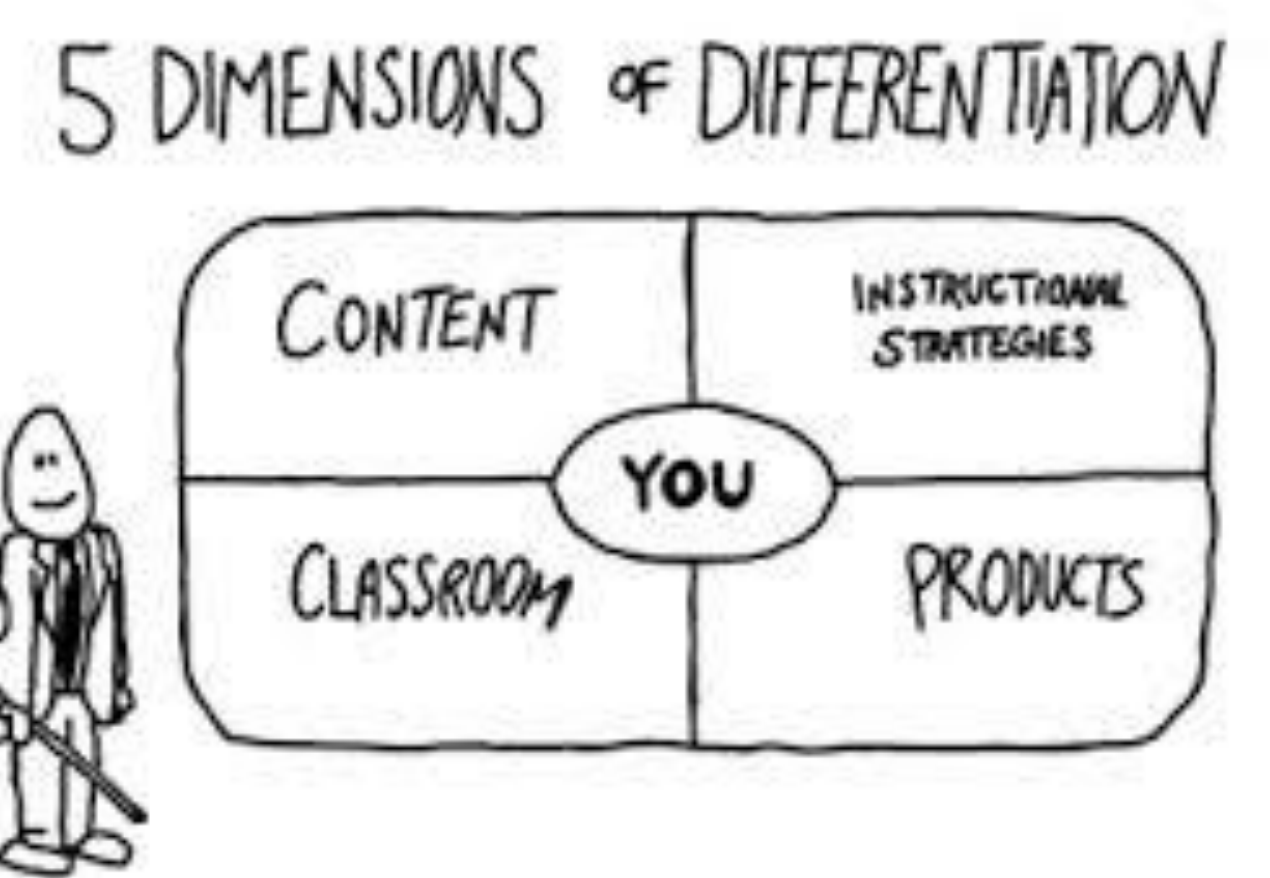 5 DIMENSIONS OF DIFFERENTIATION
CONTENT
INSTRUCTIONAL
STRATEGIES
YOU
CLASSROOM
PRODUCTS